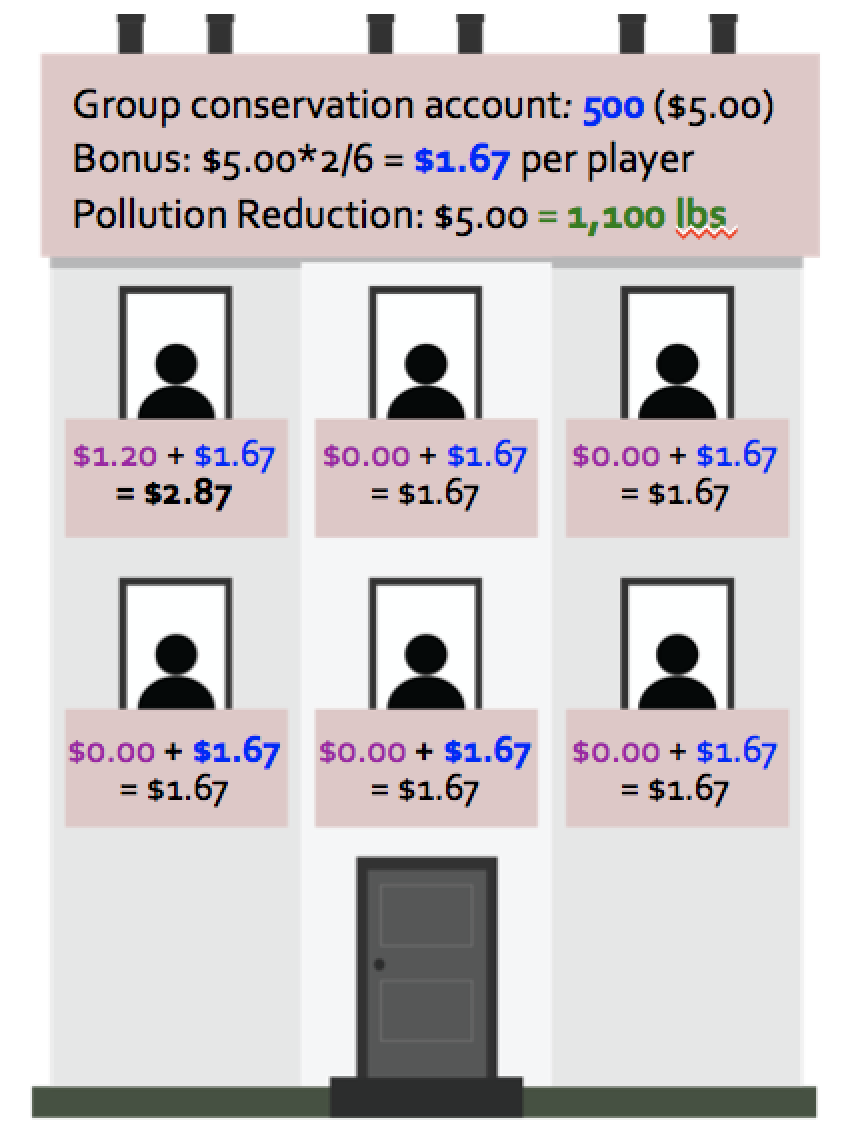 Group conservation account: 500 ($5.00)
Bonus: $5.00*2/6 = $1.67 per player
Pollution Reduction: $5.00 = 1,100 lbs
$1.20 + $1.67
= $2.87
$0.00 + $1.67
= $1.67
$0.00 + $1.67
= $1.67
$0.00 + $1.67
= $1.67
$0.00 + $1.67
= $1.67
$0.00 + $1.67
= $1.67